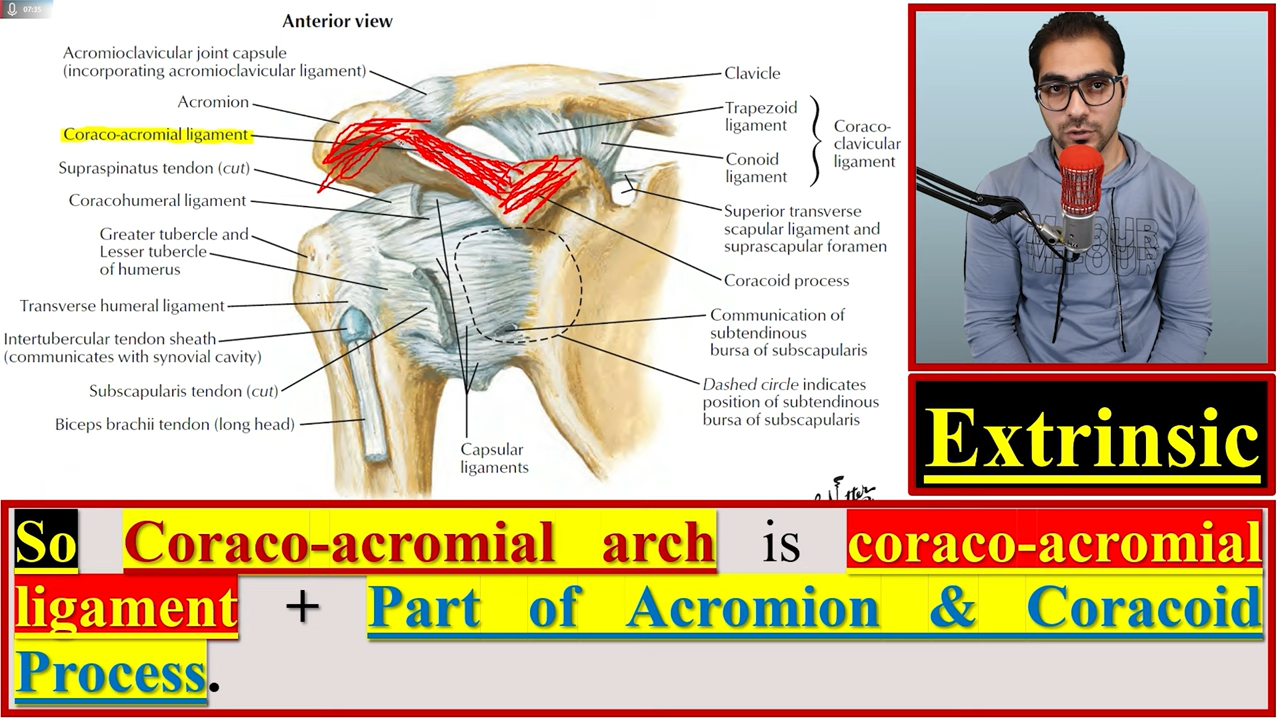 07:35
Anterior view
Acromioclavicular joint capsule
(incorporating acromioclavicular ligament)
Acromion
Coraco-acromial ligament
Supraspinatus tendon (cut)
Coracohumeral ligament
Greater tubercle and
Lesser tubercle
of humerus
Transverse humeral ligament
Intertubercular tendon sheath
(communicates with synovial cavity)
Subscapularis tendon (cut)
Biceps brachii tendon (long head)
Capsular
ligaments
Clavicle
Trapezoid
ligament
Conoid
ligament
Coraco-
clavicular
ligament
Superior transverse
scapular ligament and
suprascapular foramen
Coracoid process
Communication of
subtendinous
bursa of subscapularis
Dashed circle indicates
position of subtendinous
bursa of subscapularis
M.FOUR
M.FOUR
Extrinsic
So Coraco-acromial arch is coraco-acromial
ligament + Part of Acromion & Coracoid
Process.